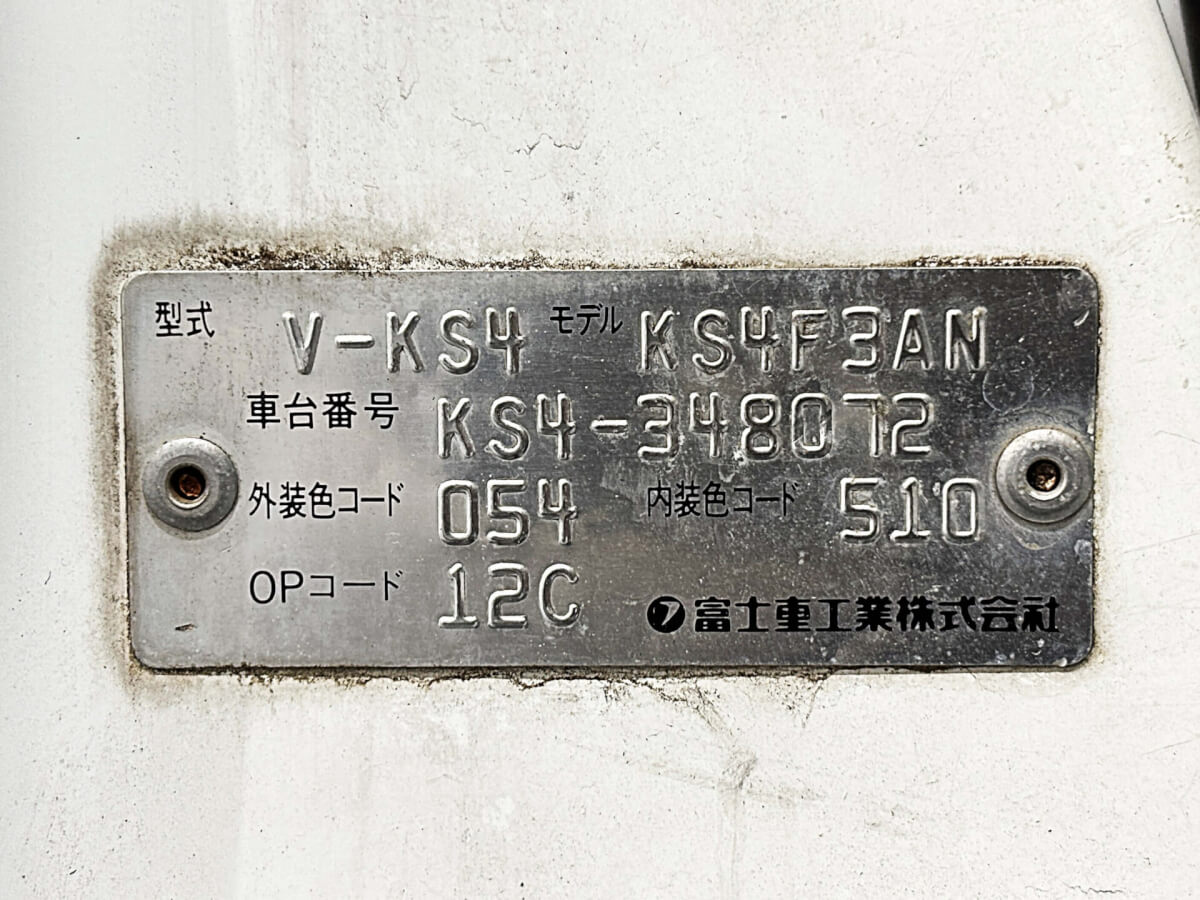 型式 V-KS4 モデル KS4F3AN
車台番号 KS4-348072
外装色コード 054 内装色コード 510
OPコード 12C
富士重工業株式会社